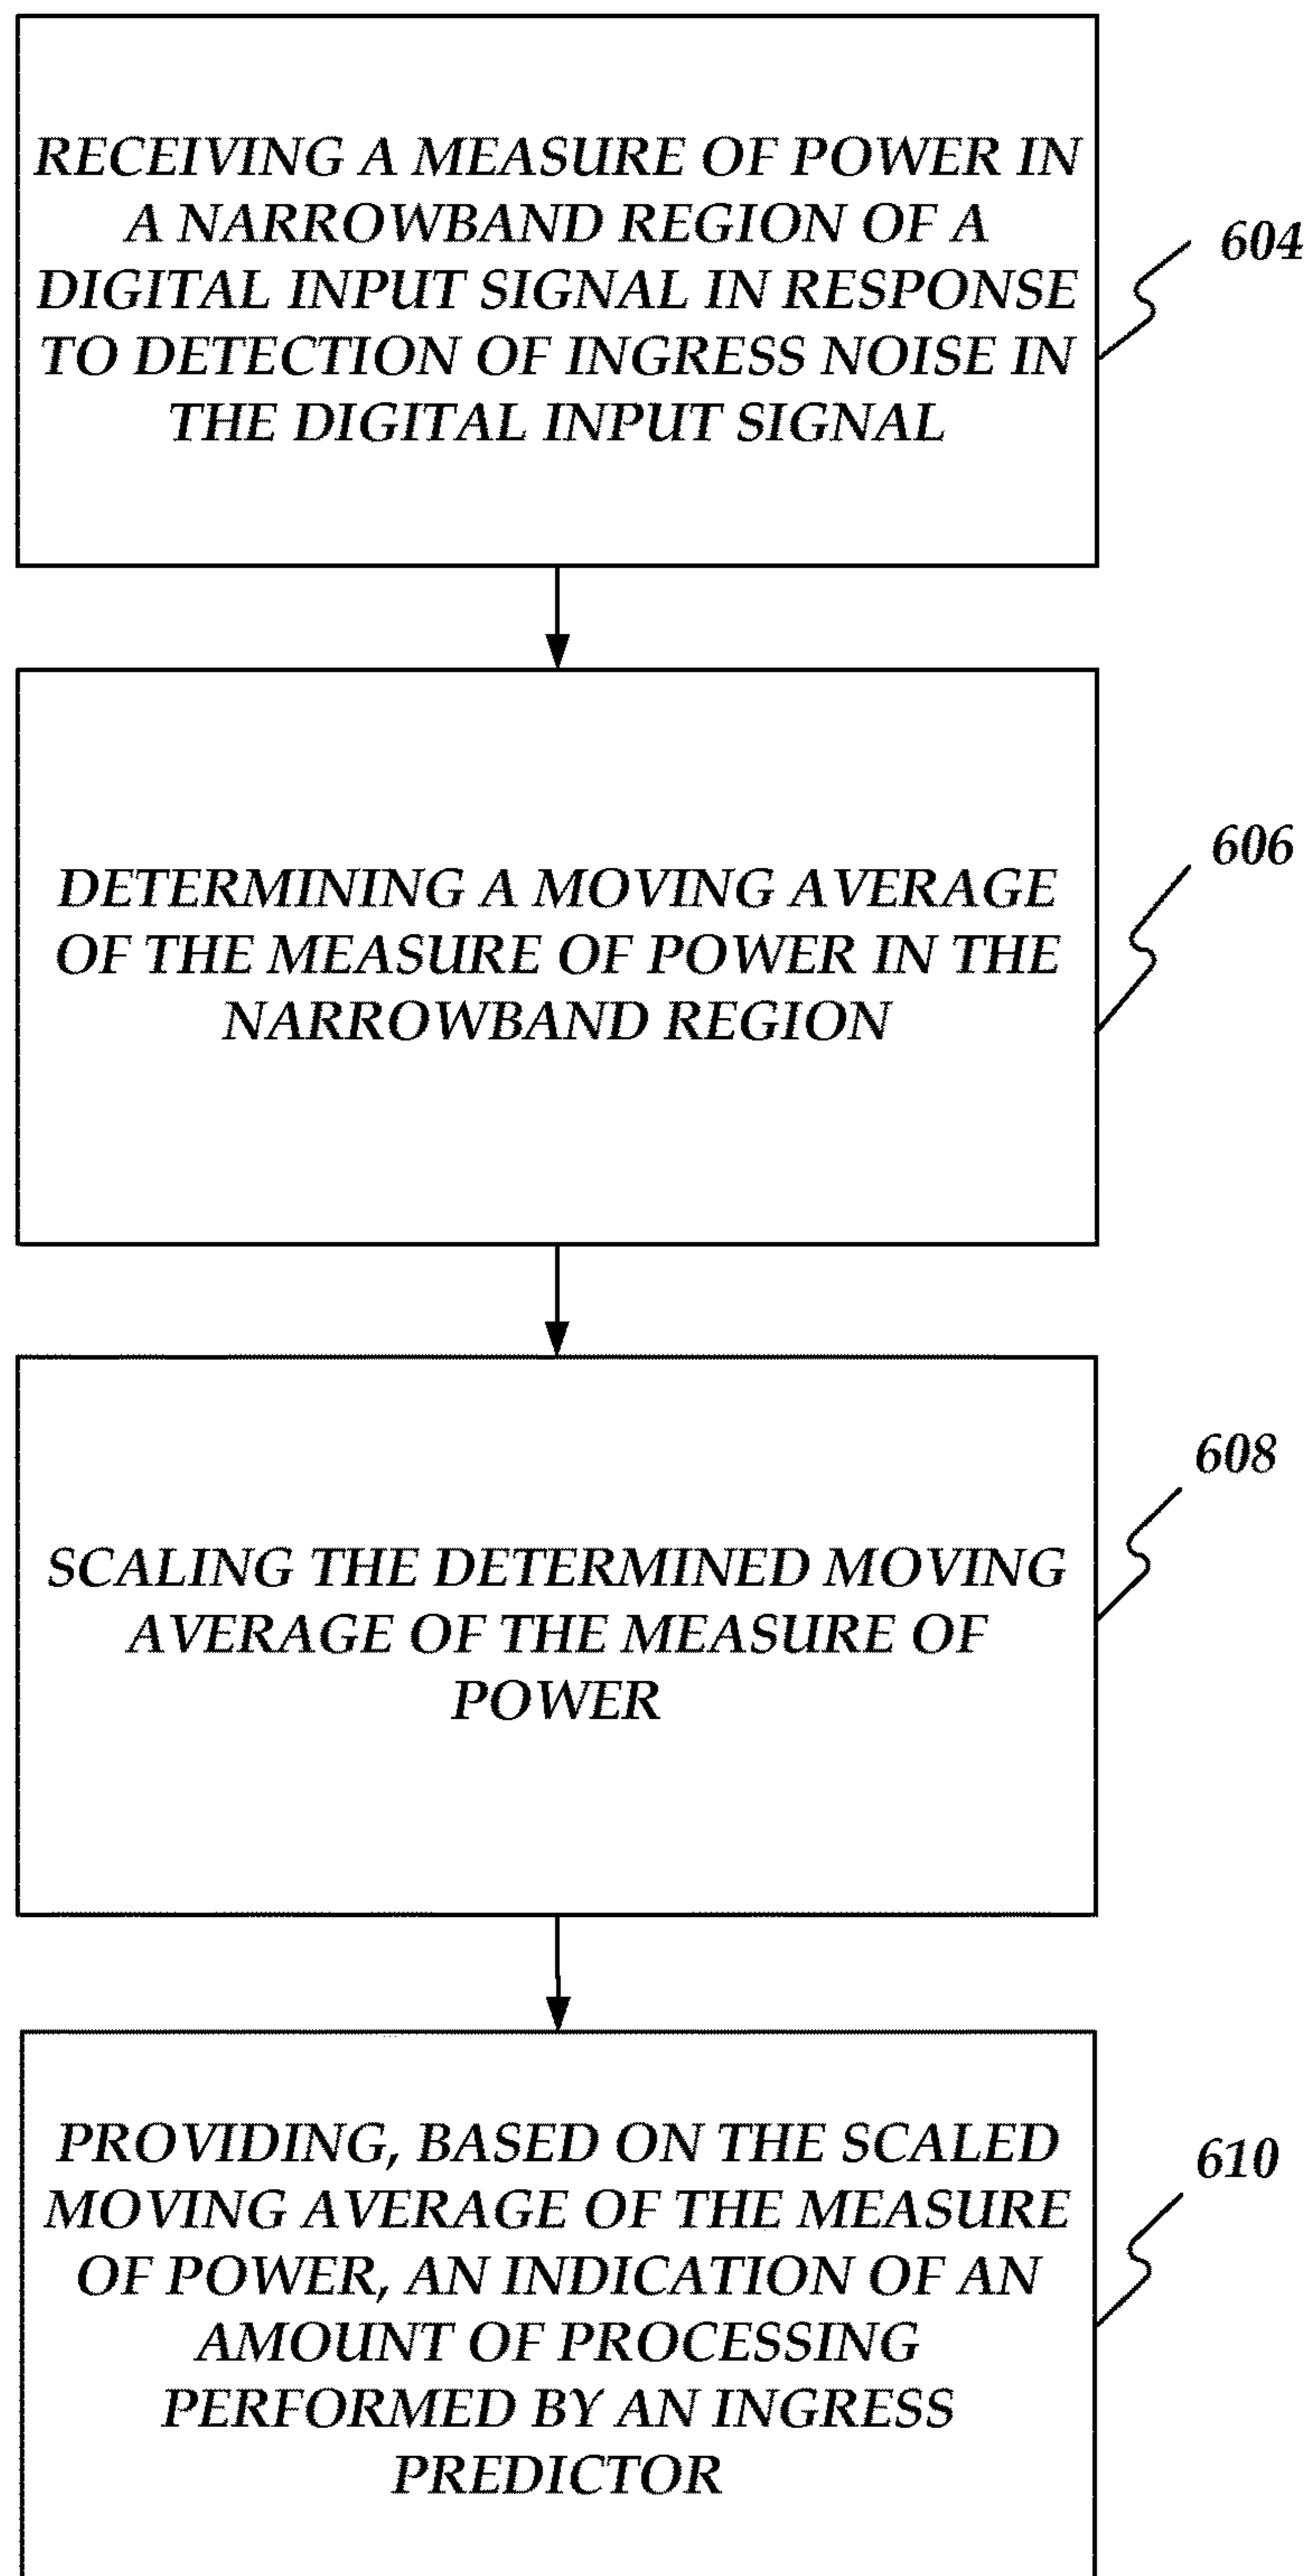 RECEIVING A MEASURE OF POWER IN
A NARROWBAND REGION OF A
DIGITAL INPUT SIGNAL IN RESPONSE
TO DETECTION OF INGRESS NOISE IN
THE DIGITAL INPUT SIGNAL
604
DETERMINING A MOVING AVERAGE
OF THE MEASURE OF POWER IN THE
NARROWBAND REGION
606
SCALING THE DETERMINED MOVING
AVERAGE OF THE MEASURE OF
POWER
608
PROVIDING, BASED ON THE SCALED
MOVING AVERAGE OF THE MEASURE
OF POWER, AN INDICATION OF AN
AMOUNT OF PROCESSING
PERFORMED BY AN INGRESS
PREDICTOR
610